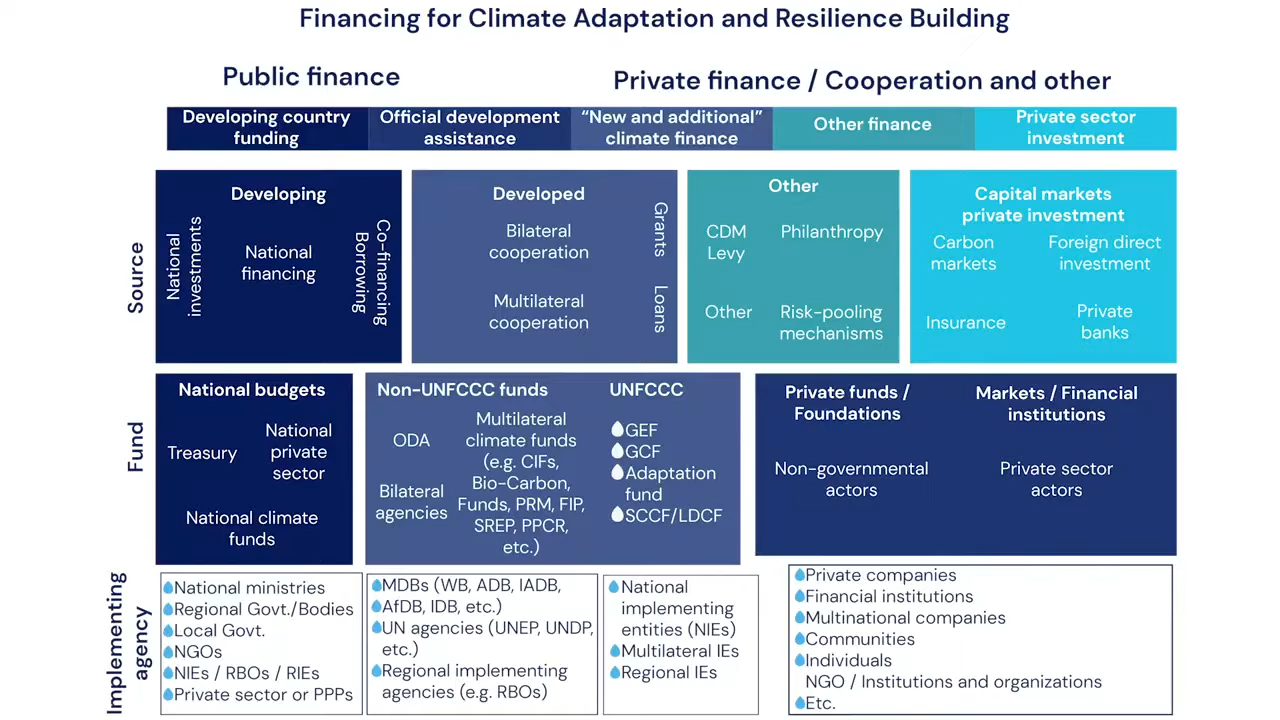 Financing for Climate Adaptation and Resilience Building
Public finance
Private finance / Cooperation and other
Developing country
funding
Official development
assistance
“New and additional”
climate finance
Other finance
Private sector
investment
Source
Developing
National
investments
National
financing
Co-financing
Borrowing
Developed
Bilateral
cooperation
Multilateral
cooperation
Grants
Loans
Other
CDM
Levy
Philanthropy
Other
Risk-pooling
mechanisms
Capital markets
private investment
Carbon
markets
Foreign direct
investment
Insurance
Private
banks
Fund
National budgets
Treasury
National
private
sector
National climate
funds
Non-UNFCCC funds
ODA
Bilateral
agencies
Multilateral
climate funds
(e.g. CIFs,
Bio-Carbon,
Funds, PRM, FIP,
SREP, PPCR,
etc.)
UNFCCC
GEF
GCF
Adaptation
fund
SCCF/LDCF
Private funds /
Foundations
Non-governmental
actors
Markets / Financial
institutions
Private sector
actors
Implementing
agency
National ministries
Regional Govt./Bodies
Local Govt.
NGOs
NIEs / RBOs / RIEs
Private sector or PPPs
MDBs (WB, ADB, IADB,
AfDB, IDB, etc.)
UN agencies (UNEP, UNDP,
etc.)
Regional implementing
agencies (e.g. RBOs)
National
implementing
entities (NIEs)
Multilateral IEs
Regional IEs
Private companies
Financial institutions
Multinational companies
Communities
Individuals
NGO / Institutions and organizations
Etc.